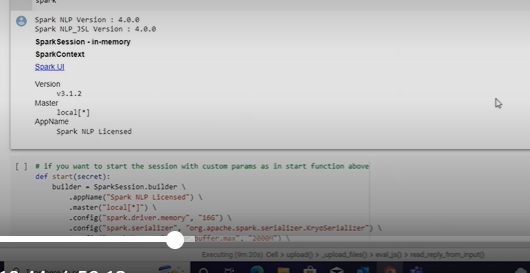 spark
Spark NLP Version : 4.0.0
Spark NLP_JSL Version : 4.0.0
SparkSession - in-memory
SparkContext
Spark UI
Version
v3.1.2
Master
local[*]
AppName
Spark NLP Licensed
[ ] # if you want to start the session with custom params as in start function above
def start(secret):
builder = SparkSession.builder \
.appName("Spark NLP Licensed") \
.master("local[*]") \
.config("spark.driver.memory", "16G") \
.config("spark.serializer", "org.apache.spark.serializer.KryoSerializer") \
buffer.max", "2000M") \
Executing (9m 20s) Cell > upload() > _upload_files() > eval_js() > read_reply_from_input()